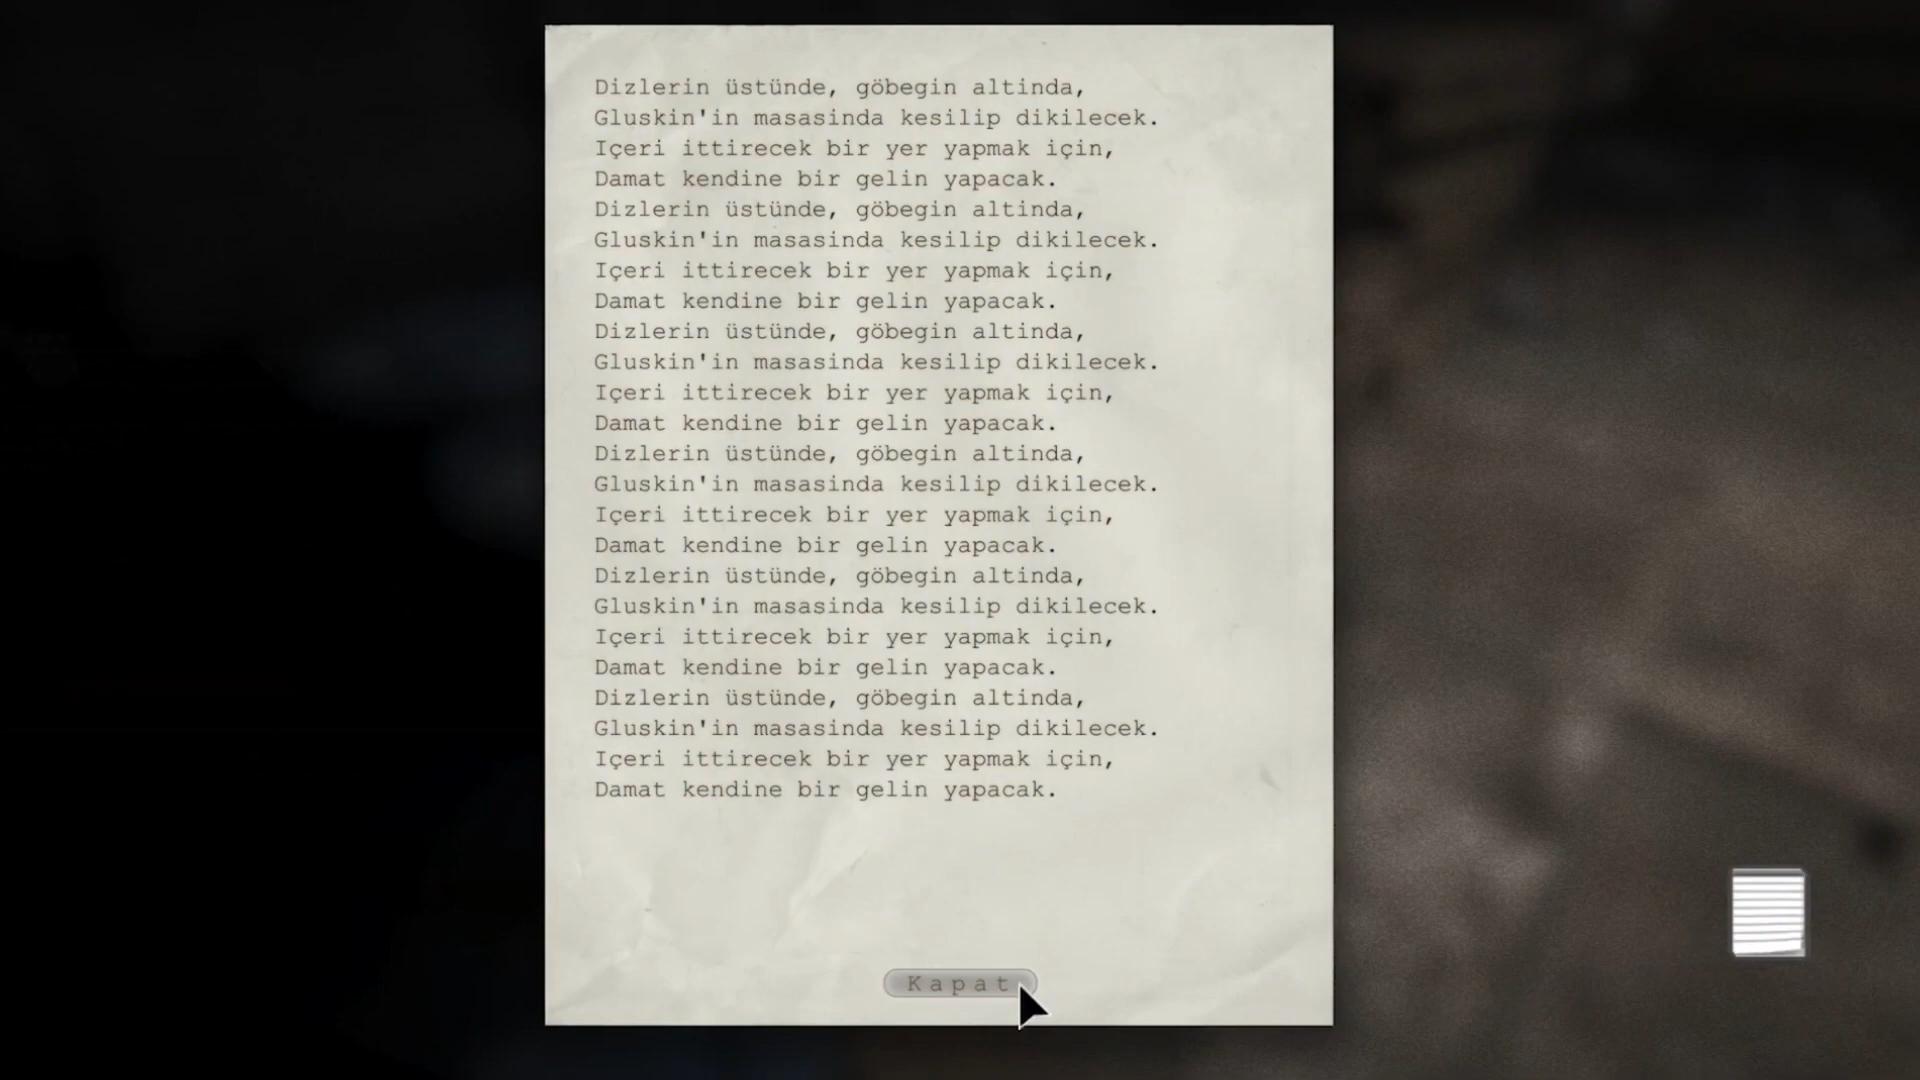 Dizlerin üstünde, göbegin altinda,
Gluskin'in masasinda kesilip dikilecek.
Içeri ittirecek bir yer yapmak için,
Damat kendine bir gelin yapacak.
Dizlerin üstünde, göbegin altinda,
Gluskin'in masasinda kesilip dikilecek.
Içeri ittirecek bir yer yapmak için,
Damat kendine bir gelin yapacak.
Dizlerin üstünde, göbegin altinda,
Gluskin'in masasinda kesilip dikilecek.
Içeri ittirecek bir yer yapmak için,
Damat kendine bir gelin yapacak.
Dizlerin üstünde, göbegin altinda,
Gluskin'in masasinda kesilip dikilecek.
Içeri ittirecek bir yer yapmak için,
Damat kendine bir gelin yapacak.
Dizlerin üstünde, göbegin altinda,
Gluskin'in masasinda kesilip dikilecek.
Içeri ittirecek bir yer yapmak için,
Damat kendine bir gelin yapacak.
Dizlerin üstünde, göbegin altinda,
Gluskin'in masasinda kesilip dikilecek.
Içeri ittirecek bir yer yapmak için,
Damat kendine bir gelin yapacak.
Kapat